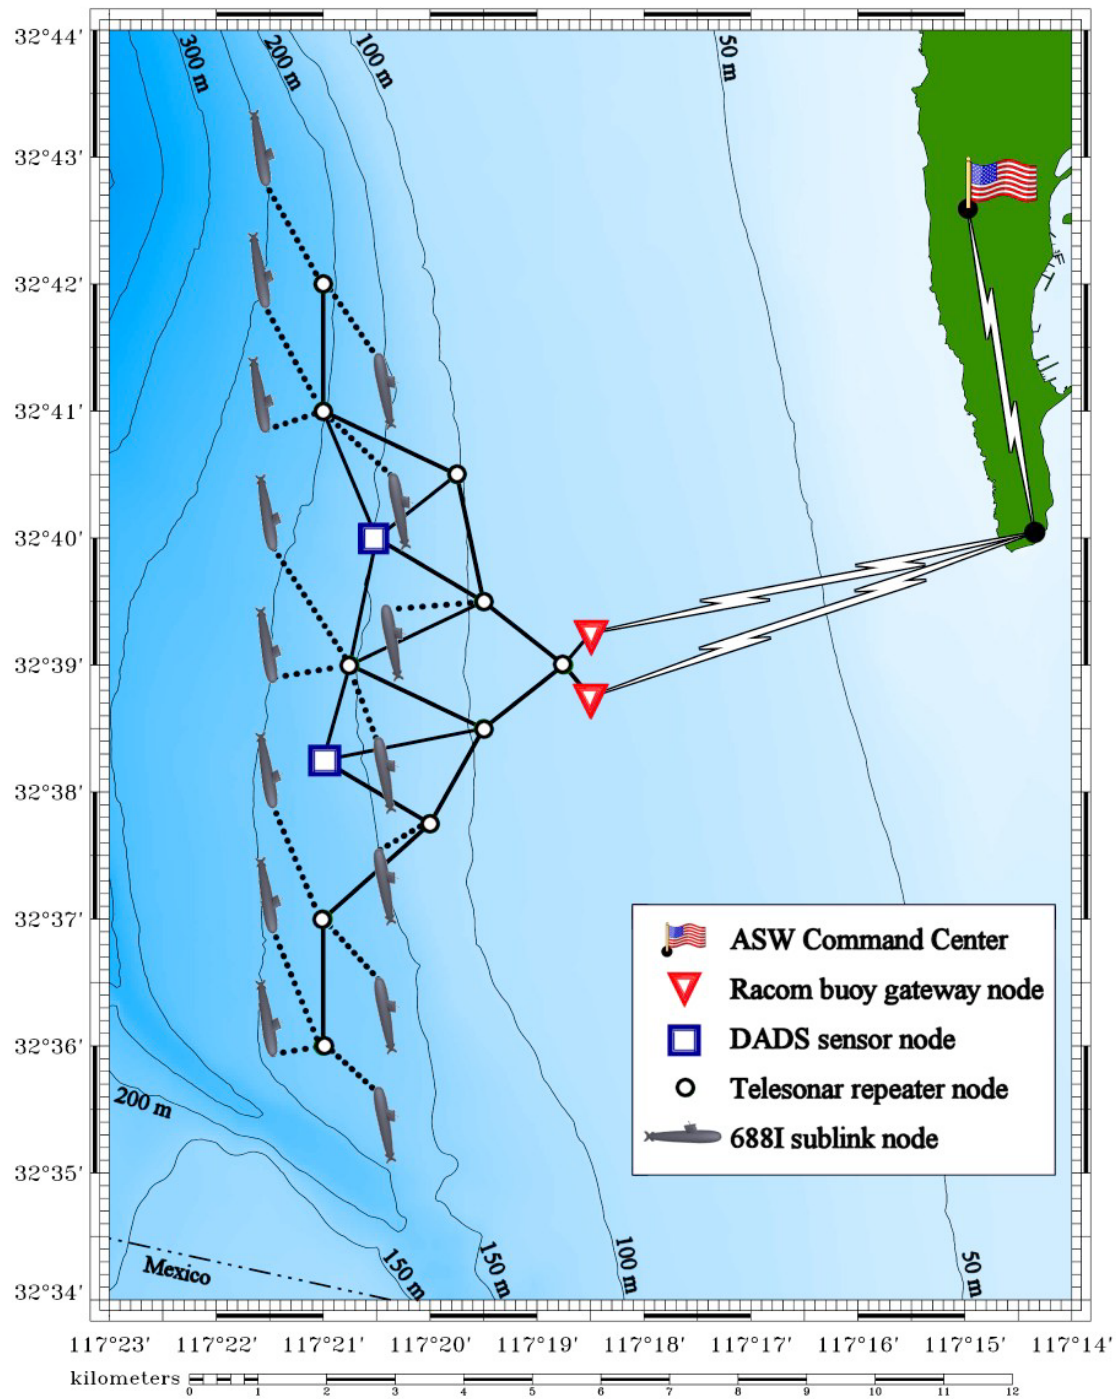 32°44'
300 m
200 m
100 m
50 m
32°43'
32°42'
32°41'
32°40'
32°39'
32°38'
32°37'
32°36'
32°35'
32°34'
ASW Command Center
Racom buoy gateway node
DADS sensor node
Telesonar repeater node
688I sublink node
200 m
Mexico
150 m
150 m
100 m
50 m
117°23' 117°22' 117°21' 117°20' 117°19' 117°18' 117°17' 117°16' 117°15' 117°14'
kilometers
0 1 2 3 4 5 6 7 8 9 10 11 12